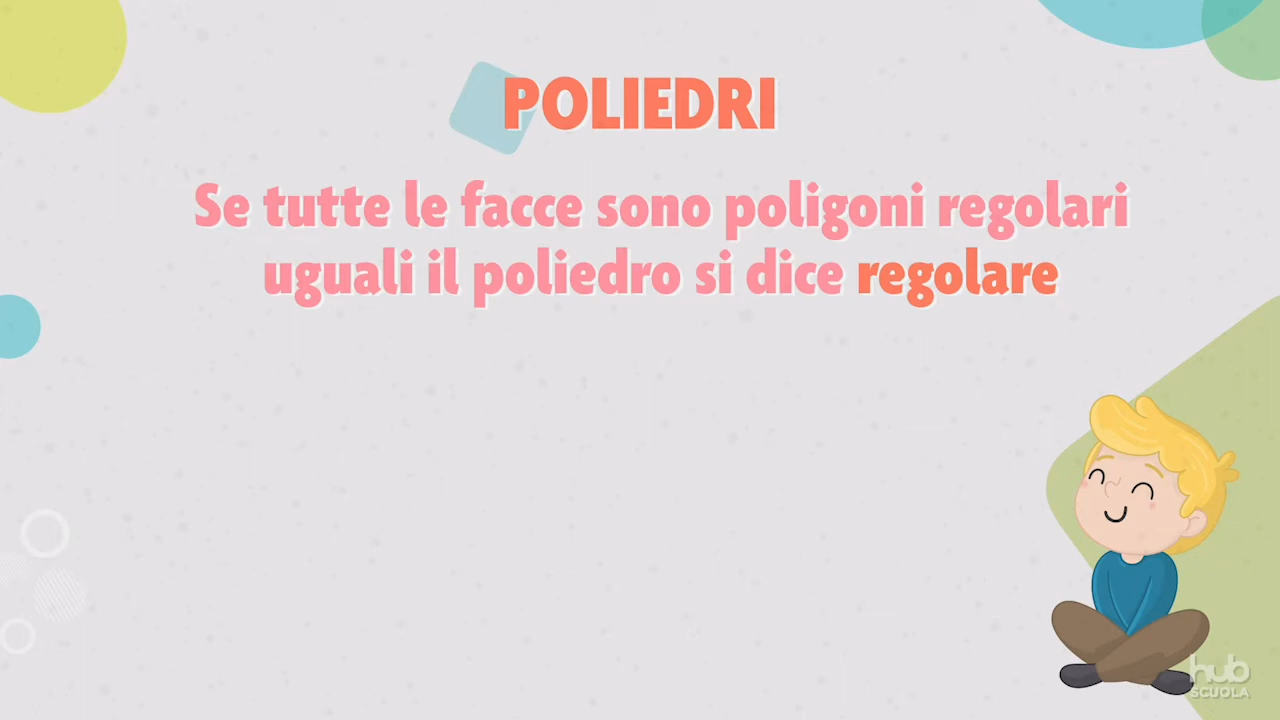 POLIEDRI
Se tutte le facce sono poligoni regolari
uguali il poliedro si dice regolare
hub
SCUOLA